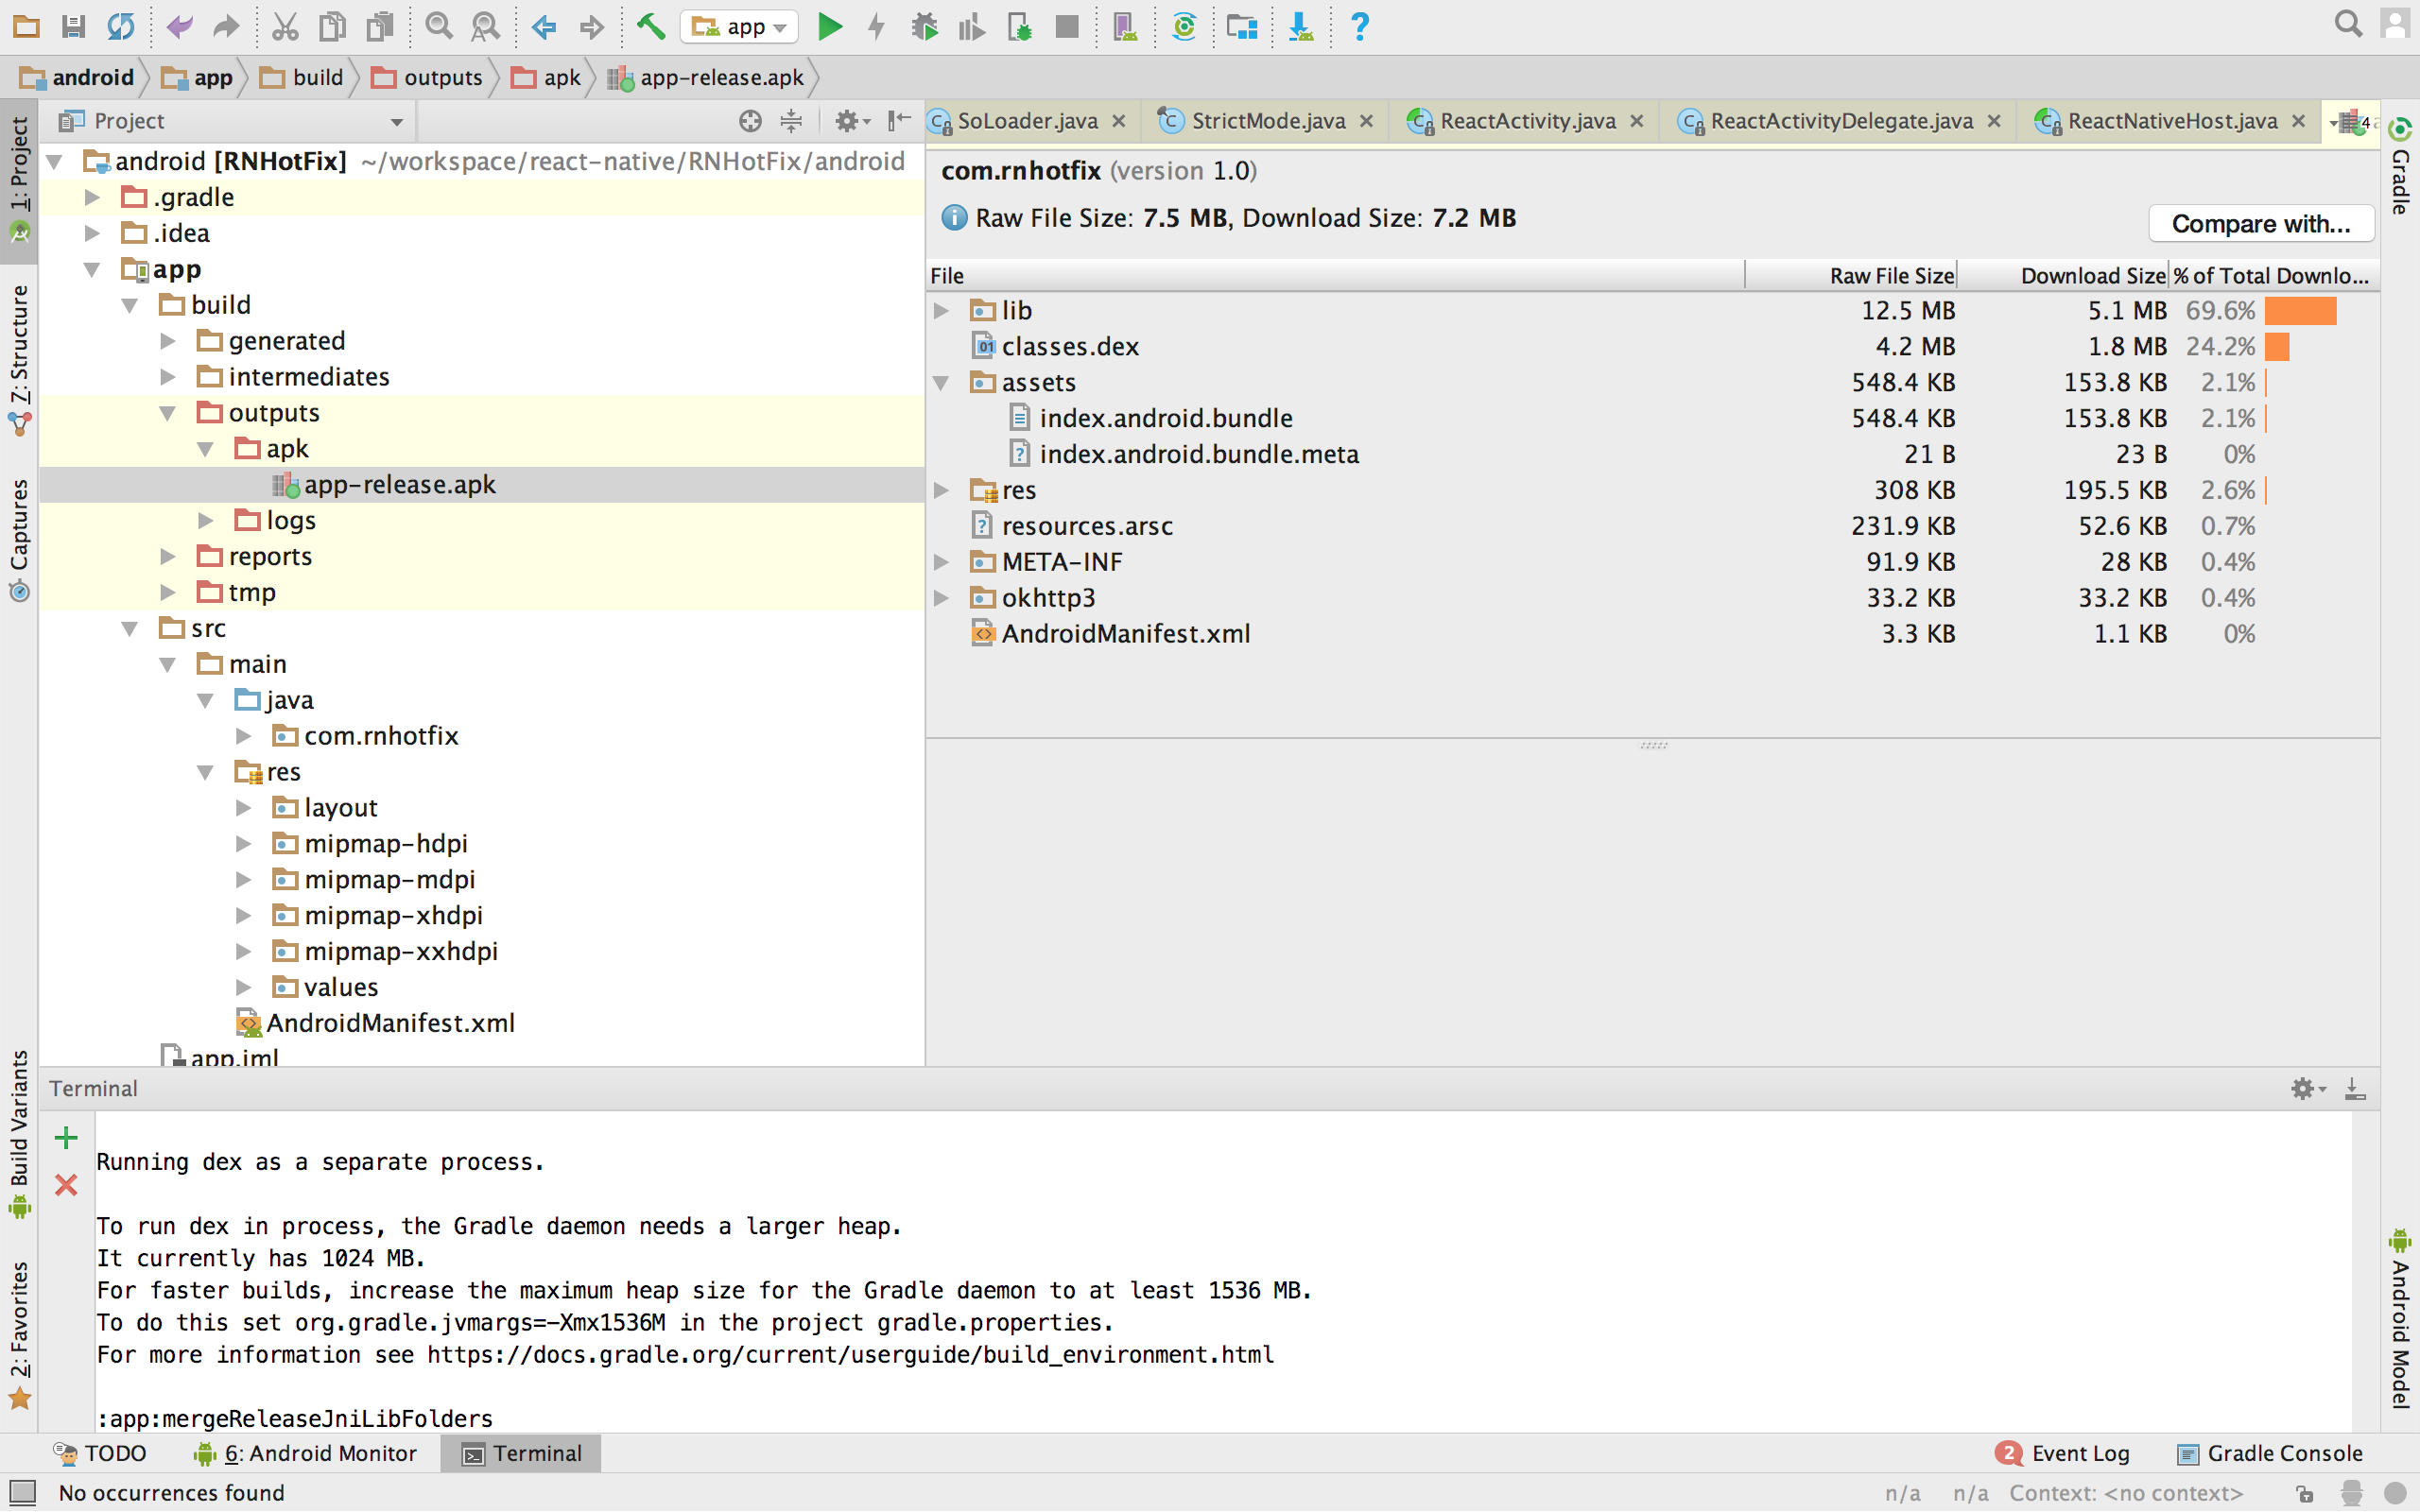 app
android app build outputs apk app-release.apk
Project
SoLoader.java StrictMode.java ReactActivity.java ReactActivityDelegate.java ReactNativeHost.java 4
1: Project
Z: Structure
Captures
Build Variants
2: Favorites
android [RNHotFix] ~/workspace/react-native/RNHotFix/android
.gradle
.idea
app
build
generated
intermediates
outputs
apk
app-release.apk
logs
reports
tmp
src
main
java
com.rnhotfix
res
layout
mipmap-hdpi
mipmap-mdpi
mipmap-xhdpi
mipmap-xxhdpi
values
AndroidManifest.xml
app.iml
com.rnhotfix (version 1.0)
Raw File Size: 7.5 MB, Download Size: 7.2 MB
Compare with...
File Raw File Size Download Size % of Total Downlo...
lib 12.5 MB 5.1 MB 69.6%
01 classes.dex 4.2 MB 1.8 MB 24.2%
assets 548.4 KB 153.8 KB 2.1%
index.android.bundle 548.4 KB 153.8 KB 2.1%
index.android.bundle.meta 21 B 23 B 0%
res 308 KB 195.5 KB 2.6%
resources.arsc 231.9 KB 52.6 KB 0.7%
META-INF 91.9 KB 28 KB 0.4%
okhttp3 33.2 KB 33.2 KB 0.4%
AndroidManifest.xml 3.3 KB 1.1 KB 0%
Gradle
Android Model
Terminal
Running dex as a separate process.
To run dex in process, the Gradle daemon needs a larger heap.
It currently has 1024 MB.
For faster builds, increase the maximum heap size for the Gradle daemon to at least 1536 MB.
To do this set org.gradle.jvmargs=-Xmx1536M in the project gradle.properties.
For more information see https://docs.gradle.org/current/userguide/build_environment.html
:app:mergeReleaseJniLibFolders
TODO 6: Android Monitor Terminal 2 Event Log Gradle Console
No occurrences found n/a n/a Context: <no context>